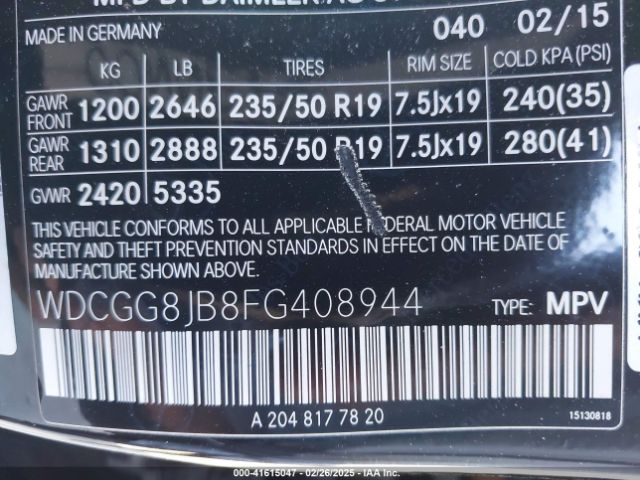 MFD BY DAIMLER AG
MADE IN GERMANY 040 02/15
KG LB TIRES RIM SIZE COLD KPA (PSI)
GAWR FRONT 1200 2646 235/50 R19 7.5Jx19 240(35)
GAWR REAR 1310 2888 235/50 R19 7.5Jx19 280(41)
GVWR 2420 5335
THIS VEHICLE CONFORMS TO ALL APPLICABLE FEDERAL MOTOR VEHICLE
SAFETY AND THEFT PREVENTION STANDARDS IN EFFECT ON THE DATE OF
MANUFACTURE SHOWN ABOVE.
WDCGG8JB8FG408944 TYPE: MPV
A 204 817 78 20
15130818
000-41615047 — 02/26/2025 — IAA Inc.